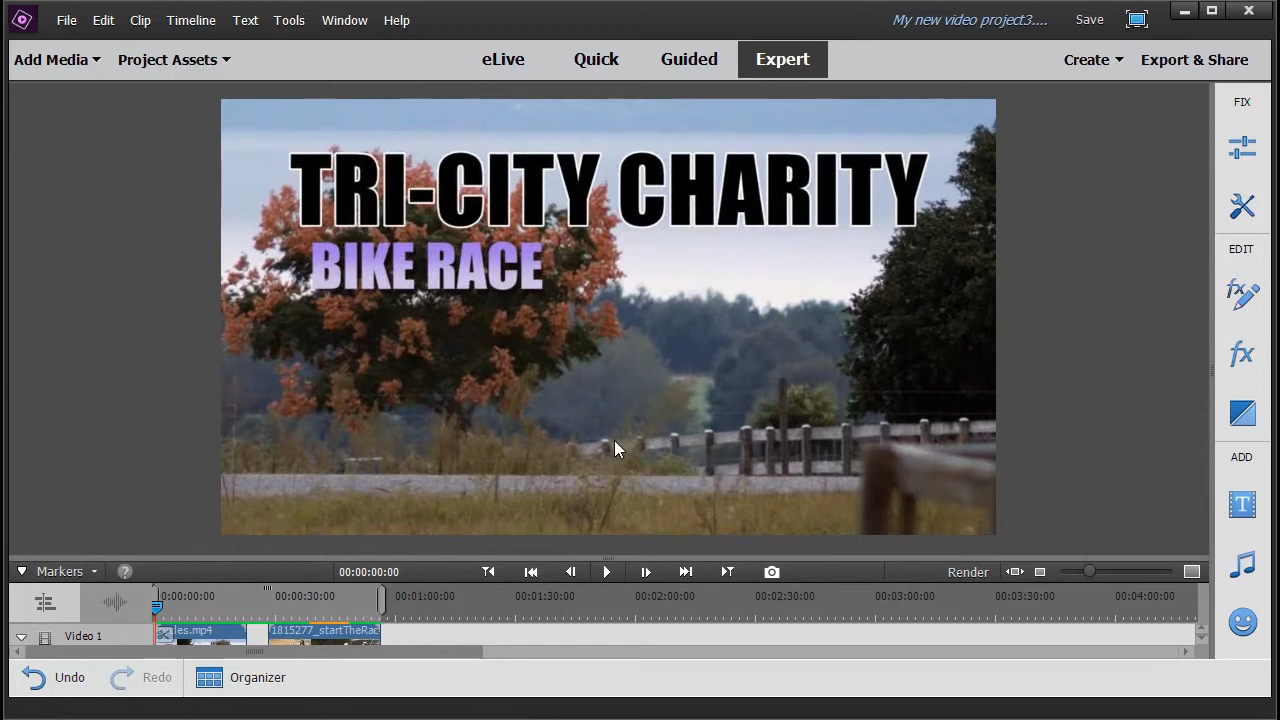 File Edit Clip Timeline Text Tools Window Help My new video project3.... Save
Add Media Project Assets eLive Quick Guided Expert Create Export & Share
FIX
TRI-CITY CHARITY
BIKE RACE
EDIT
fx
fx
ADD
T
Markers ? 00:00:00:00 Render
00:00:00:00 00:00:30:00 00:01:00:00 00:01:30:00 00:02:00:00 00:02:30:00 00:03:00:00 00:03:30:00 00:04:00:00
Video 1 1815277_startTheRac
Undo Redo Organizer